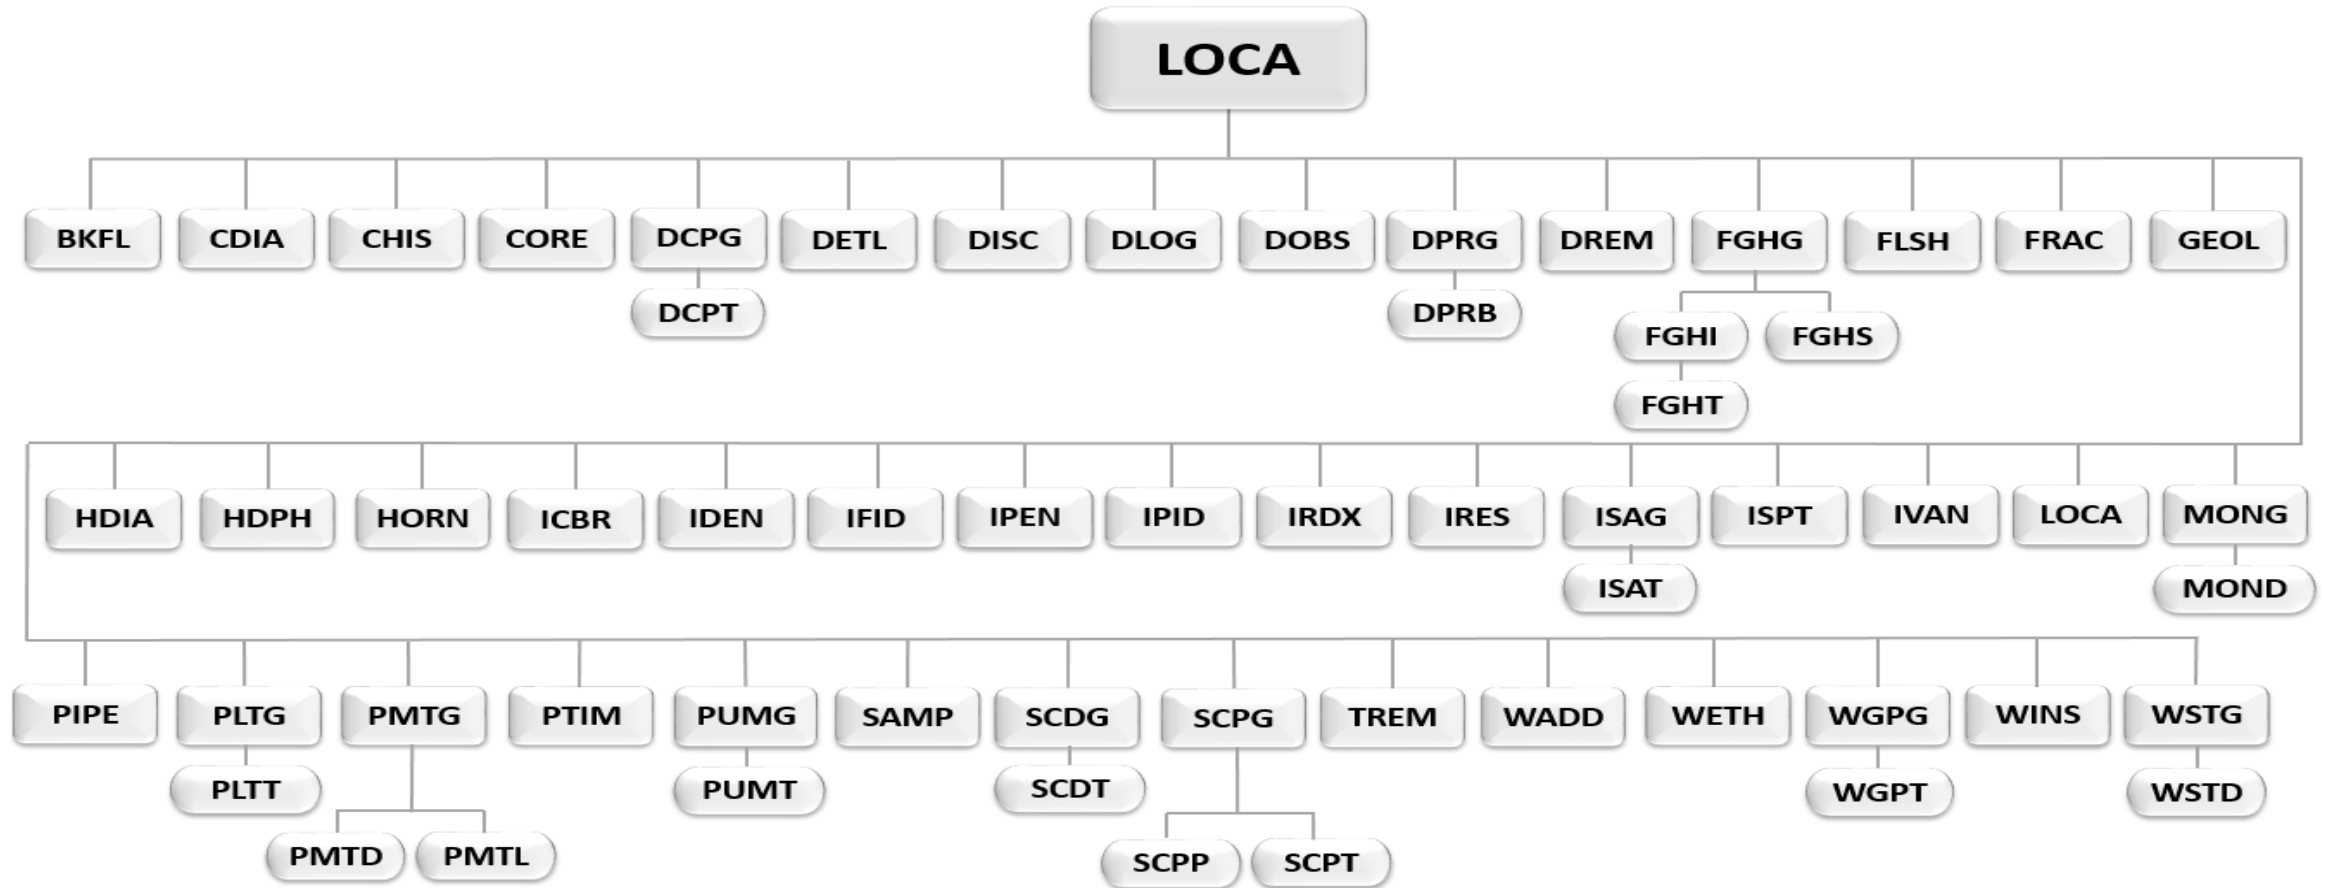 LOCA
BKFL CDIA CHIS CORE DCPG DETL DISC DLOG DOBS DPRG DREM FGHG FLSH FRAC GEOL
DCPT DPRB
FGHI FGHS
FGHT
HDIA HDPH HORN ICBR IDEN IFID IPEN IPID IRDX IRES ISAG ISPT IVAN LOCA MONG
ISAT MOND
PIPE PLTG PMTG PTIM PUMG SAMP SCDG SCPG TREM WADD WETH WGPG WINS WSTG
PLTT PUMT SCDT WGPT WSTD
PMTD PMTL SCPP SCPT